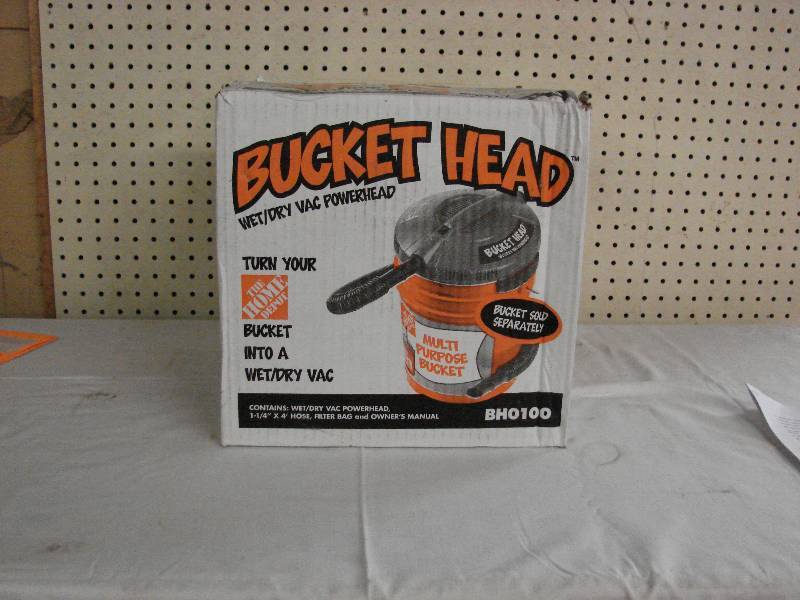 BUCKET HEAD™
WET/DRY VAC POWERHEAD
TURN YOUR
THE
HOME
DEPOT
BUCKET
INTO A
WET/DRY VAC
BUCKET HEAD
BUCKET SOLD
SEPARATELY
MULTI
PURPOSE
BUCKET
CONTAINS: WET/DRY VAC POWERHEAD,
1-1/4" X 4' HOSE, FILTER BAG and OWNER'S MANUAL
BH0100